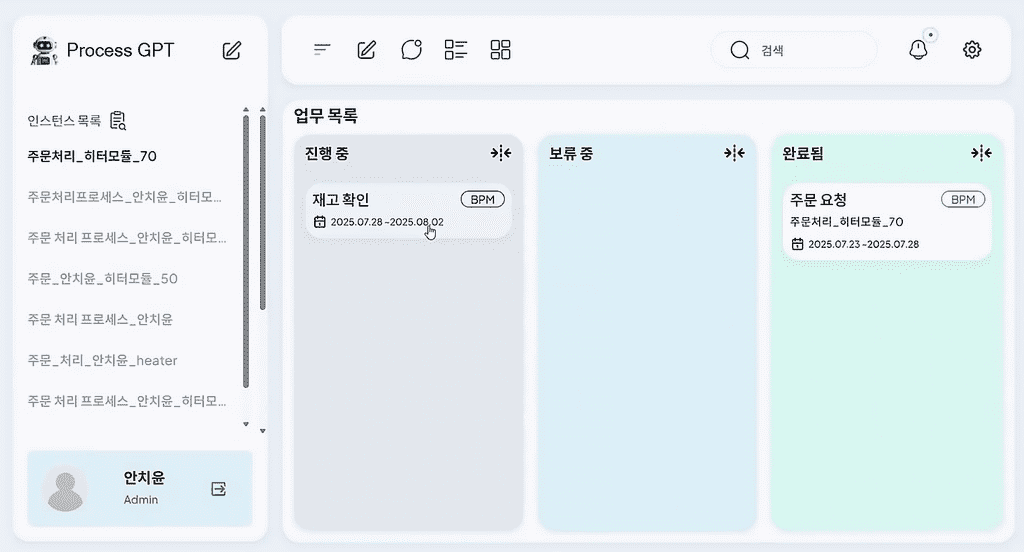 Process GPT
인스턴스 목록
주문처리_히터모듈_70
주문처리프로세스_안치윤_히터모...
주문 처리 프로세스_안치윤_히터모...
주문_안치윤_히터모듈_50
주문 처리 프로세스_안치윤
주문_처리_안치윤_heater
주문 처리 프로세스_안치윤_히터모...
안치윤
Admin
검색
업무 목록
진행 중
재고 확인 BPM
2025.07.28~2025.08.02
보류 중
완료됨
주문 요청 BPM
주문처리_히터모듈_70
2025.07.23~2025.07.28